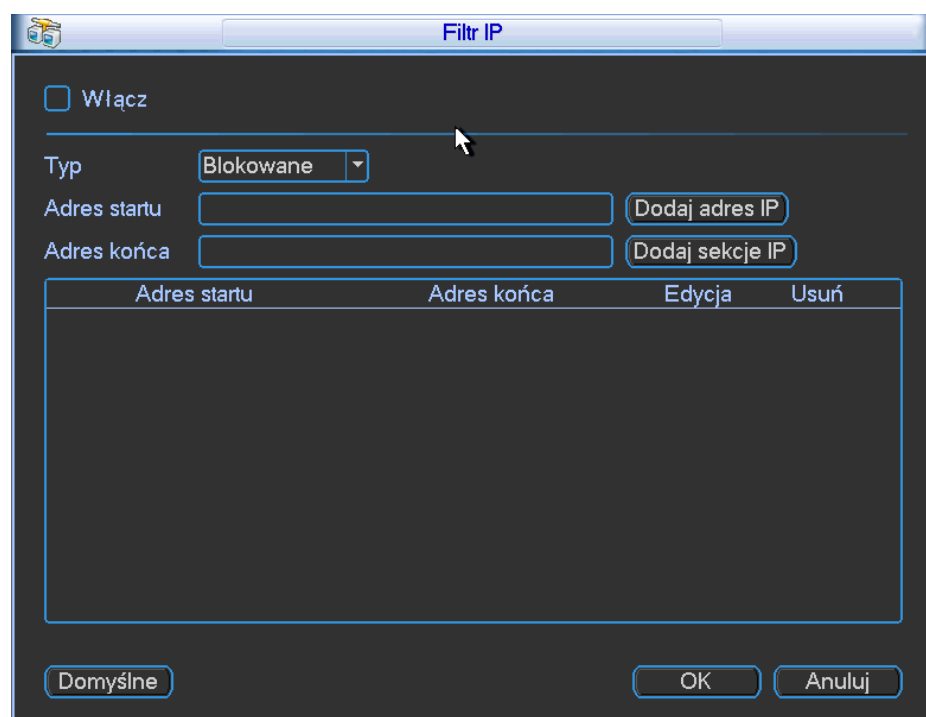 Filtr IP
Włącz
Typ Blokowane
Adres startu Dodaj adres IP
Adres końca Dodaj sekcje IP
Adres startu Adres końca Edycja Usuń
Domyślne OK Anuluj